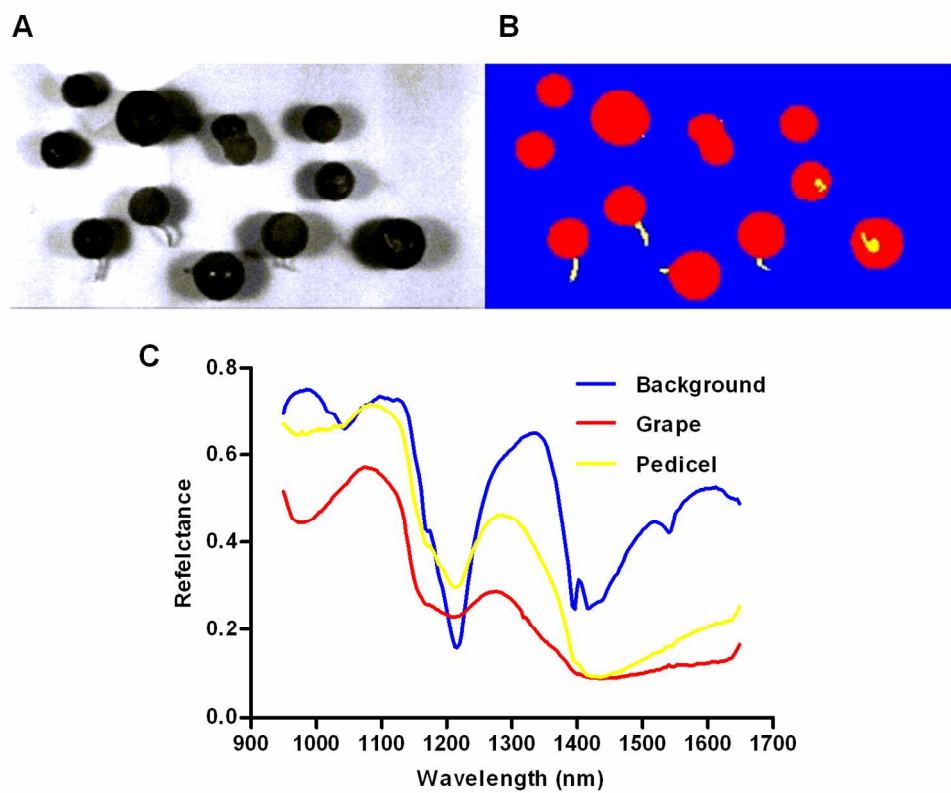 A
B
C
Refelctance
0.8
0.6
0.4
0.2
0.0
Background
Grape
Pedicel
900 1000 1100 1200 1300 1400 1500 1600 1700
Wavelength (nm)